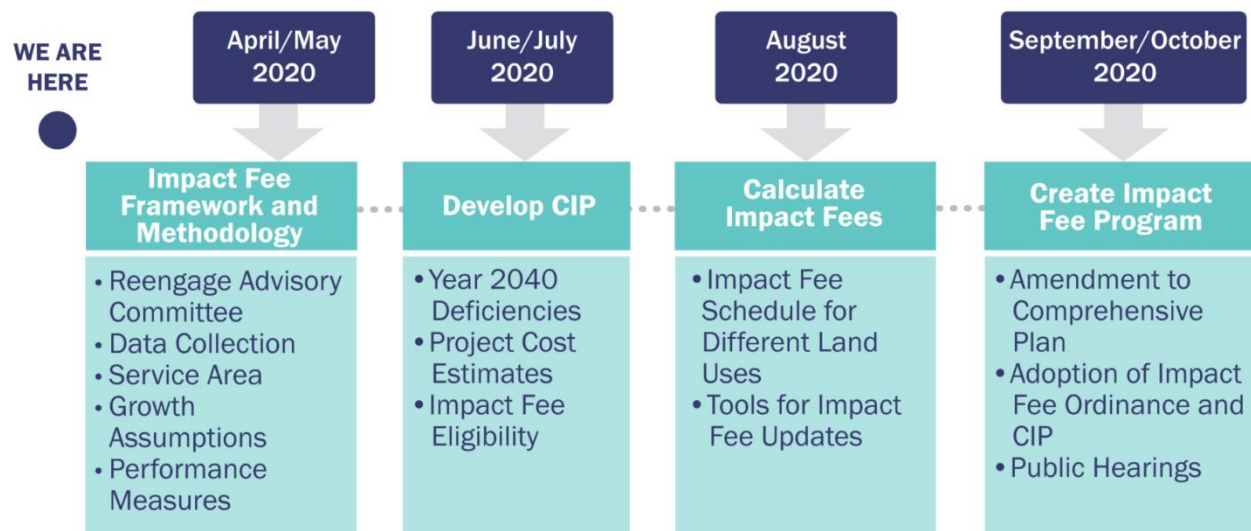 WE ARE
HERE
April/May
2020
Impact Fee
Framework and
Methodology
• Reengage Advisory
Committee
• Data Collection
• Service Area
• Growth
Assumptions
• Performance
Measures
June/July
2020
Develop CIP
• Year 2040
Deficiencies
• Project Cost
Estimates
• Impact Fee
Eligibility
August
2020
Calculate
Impact Fees
• Impact Fee
Schedule for
Different Land
Uses
• Tools for Impact
Fee Updates
September/October
2020
Create Impact
Fee Program
• Amendment to
Comprehensive
Plan
• Adoption of Impact
Fee Ordinance and
CIP
• Public Hearings